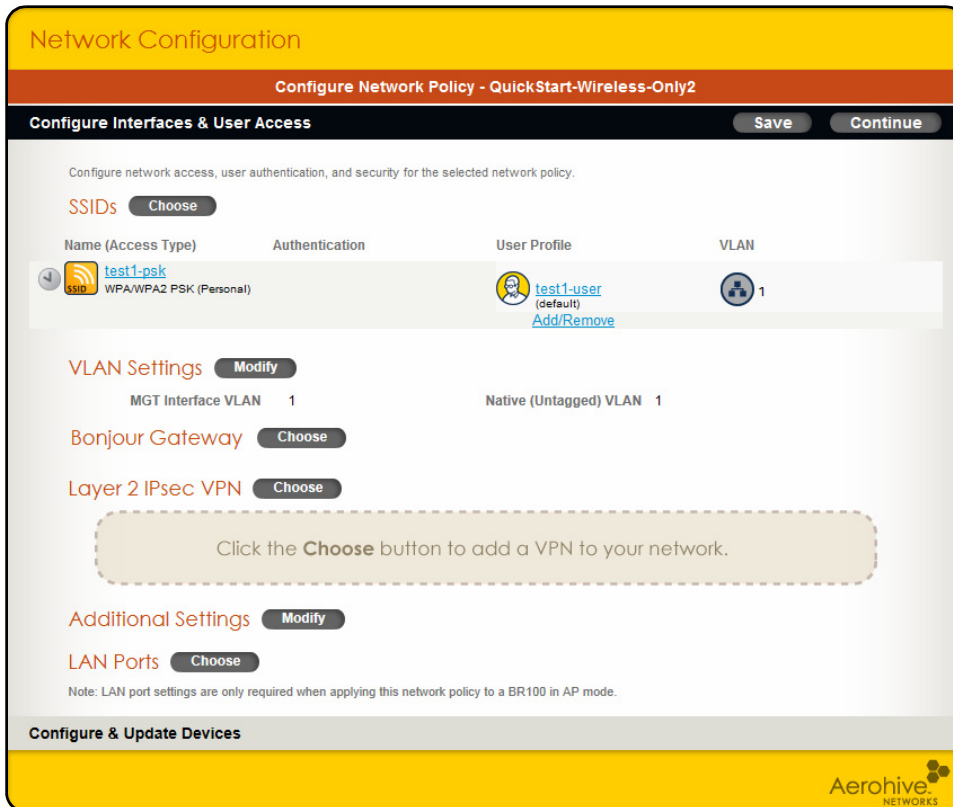 Network Configuration
Configure Network Policy - QuickStart-Wireless-Only2
Configure Interfaces & User Access
Save
Continue
Configure network access, user authentication, and security for the selected network policy.
SSIDs
Choose
Name (Access Type)
Authentication
User Profile
VLAN
SSID
test1-psk
WPA/WPA2 PSK (Personal)
test1-user
(default)
Add/Remove
1
VLAN Settings
Modify
MGT Interface VLAN 1
Native (Untagged) VLAN 1
Bonjour Gateway
Choose
Layer 2 IPsec VPN
Choose
Click the Choose button to add a VPN to your network.
Additional Settings
Modify
LAN Ports
Choose
Note: LAN port settings are only required when applying this network policy to a BR100 in AP mode.
Configure & Update Devices
Aerohive
NETWORKS